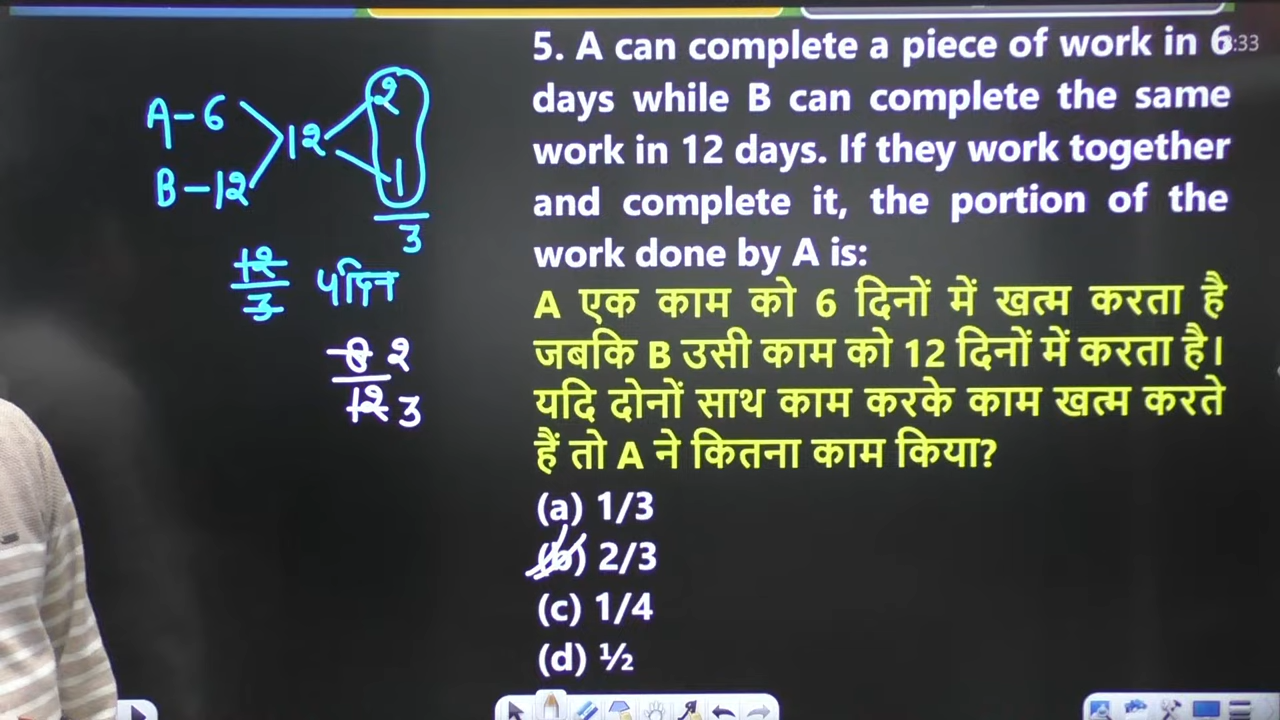 5. A can complete a piece of work in 6
:33
days while B can complete the same
work in 12 days. If they work together
and complete it, the portion of the
work done by A is:
A एक काम को 6 दिनों में खत्म करता है
जबकि B उसी काम को 12 दिनों में करता है।
यदि दोनों साथ काम करके काम खत्म करते
हैं तो A ने कितना काम किया?
(a) 1/3
(b) 2/3
(c) 1/4
(d) ½
A-6
B-12
12
2
1
3
12
3
4दिन
8 2
12 3